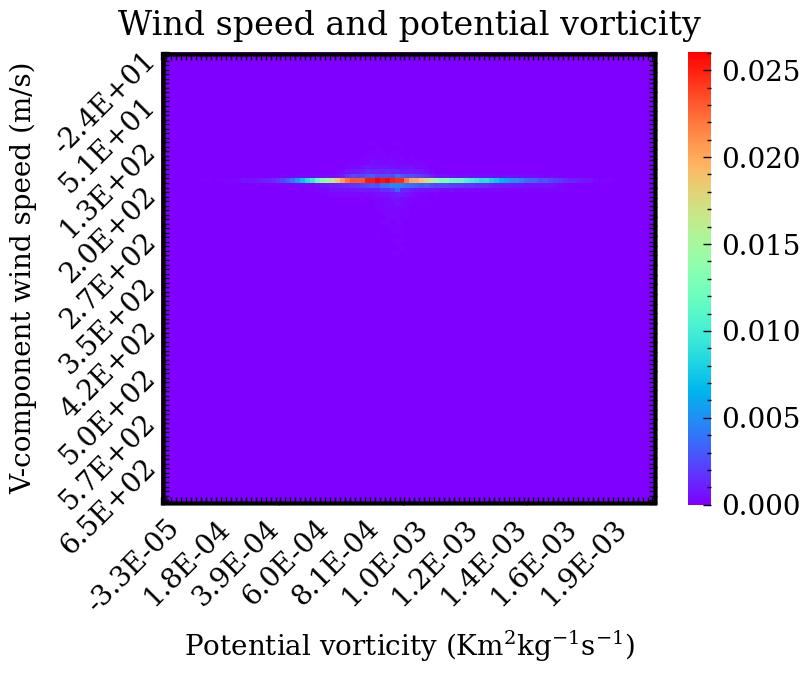 Wind speed and potential vorticity
V-component wind speed (m/s)
-2.4E+01
5.1E+01
1.3E+02
2.0E+02
2.7E+02
3.5E+02
4.2E+02
5.0E+02
5.7E+02
6.5E+02
-3.3E-05
1.8E-04
3.9E-04
6.0E-04
8.1E-04
1.0E-03
1.2E-03
1.4E-03
1.6E-03
1.9E-03
Potential vorticity (Km²kg⁻¹s⁻¹)
0.025
0.020
0.015
0.010
0.005
0.000